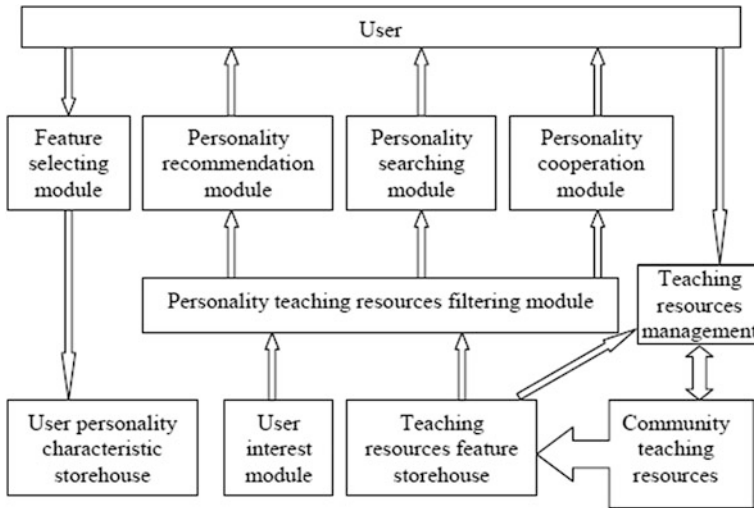 User
Feature
selecting
module
Personality
recommendation
module
Personality
searching
module
Personality
cooperation
module
Personality teaching resources filtering module
Teaching
resources
management
User personality
characteristic
storehouse
User
interest
module
Teaching
resources feature
storehouse
Community
teaching
resources